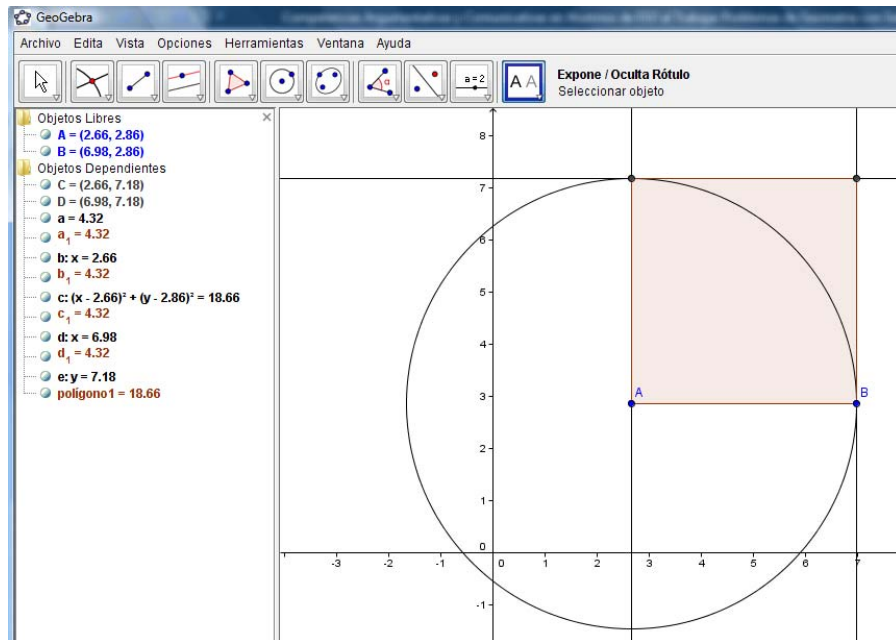 GeoGebra
Archivo Edita Vista Opciones Herramientas Ventana Ayuda
a=2
AA
Expone / Oculta Rótulo
Seleccionar objeto
Objetos Libres
A = (2.66, 2.86)
B = (6.98, 2.86)
Objetos Dependientes
C = (2.66, 7.18)
D = (6.98, 7.18)
a = 4.32
a₁ = 4.32
b: x = 2.66
b₁ = 4.32
c: (x - 2.66)² + (y - 2.86)² = 18.66
c₁ = 4.32
d: x = 6.98
d₁ = 4.32
e: y = 7.18
polígono1 = 18.66
8
7
6
5
4
3
2
1
0
-1
-3 -2 -1 0 1 2 3 4 5 6 7
A
B
α